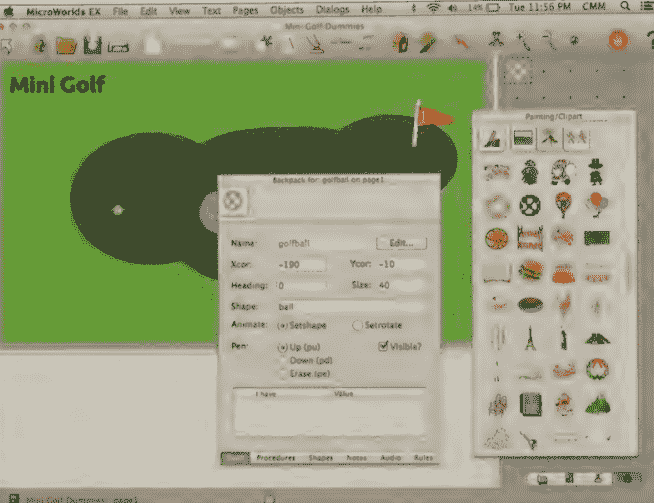 MicroWorlds EX File Edit View Text Pages Objects Dialogs Help 14% Tue 11:56 PM CMM
Mini-Golf Dummies
Mini Golf
Painting/Clipart
Backpack for: golfball on page1
Name: golfball Edit...
Xcor: -190 Ycor: -10
Heading: 0 Size: 40
Shape: ball
Animate: Setshape Setrotate
Pen: Up (pu) Visible?
Down (pd)
Erase (pe)
I have Value
Procedures Shapes Notes Audio Rules
Mini Golf Dummies page1